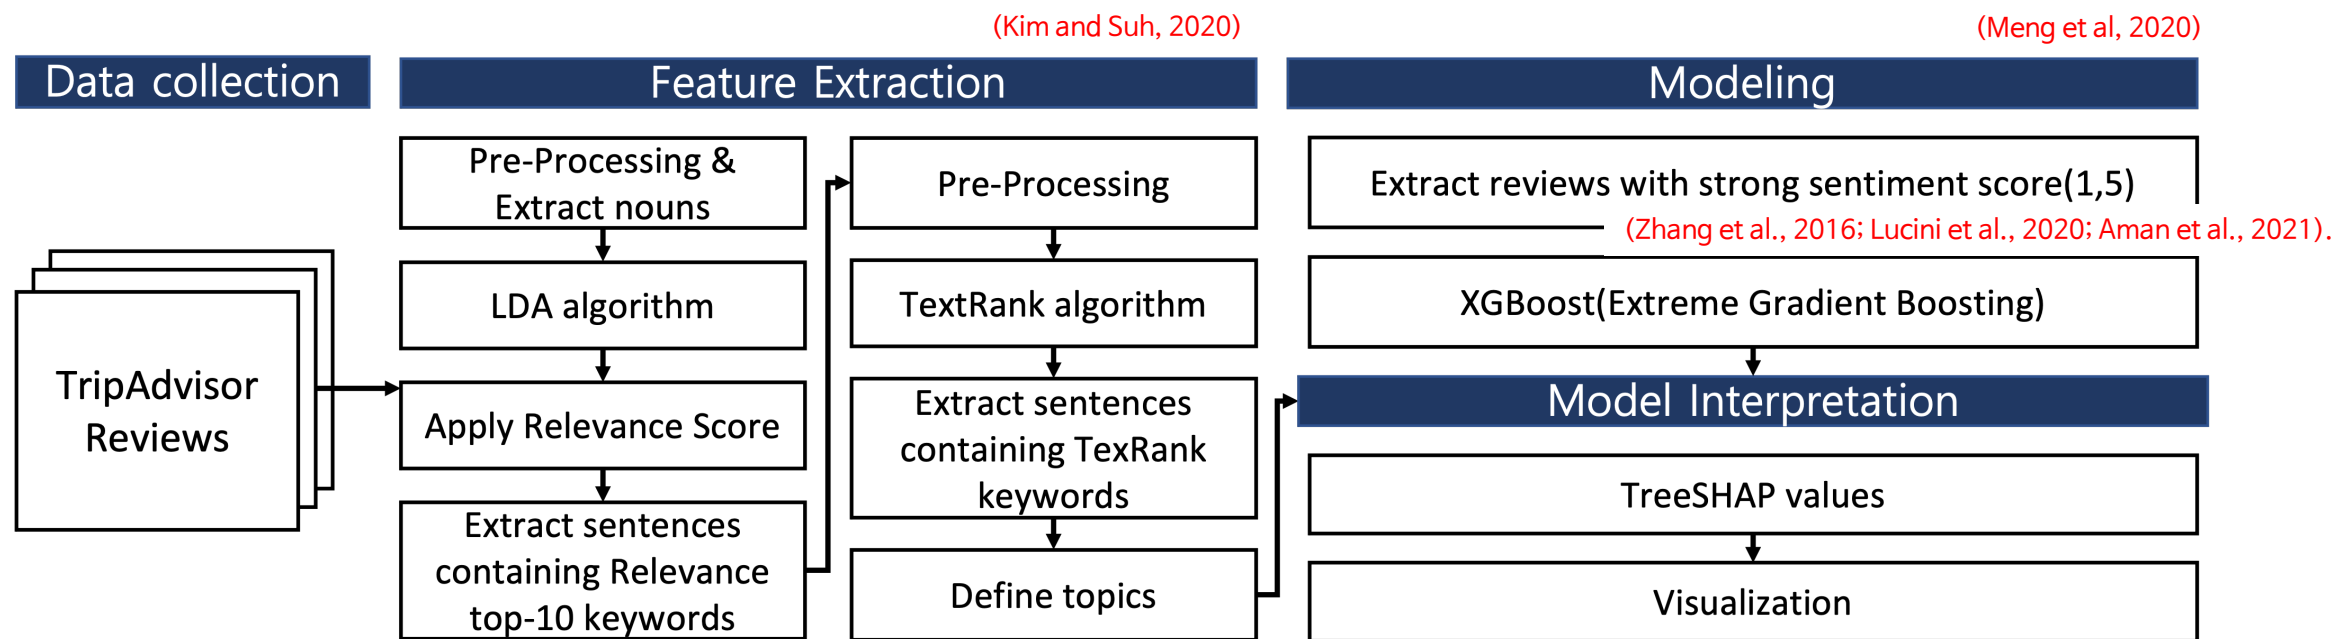 (Kim and Suh, 2020)
(Meng et al, 2020)
Data collection
Feature Extraction
Modeling
TripAdvisor
Reviews
Pre-Processing &
Extract nouns
LDA algorithm
Apply Relevance Score
Extract sentences
containing Relevance
top-10 keywords
Pre-Processing
TextRank algorithm
Extract sentences
containing TexRank
keywords
Define topics
Extract reviews with strong sentiment score(1,5)
(Zhang et al., 2016; Lucini et al., 2020; Aman et al., 2021).
XGBoost(Extreme Gradient Boosting)
Model Interpretation
TreeSHAP values
Visualization